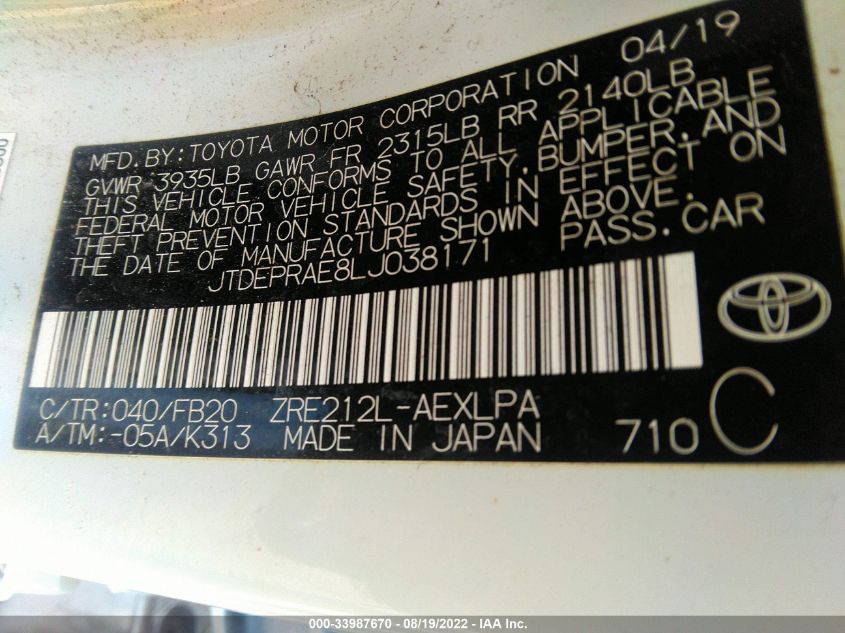 MFD. BY: TOYOTA MOTOR CORPORATION 04/19
GVWR 3935LB GAWR FR 2315LB RR 2140LB
THIS VEHICLE CONFORMS TO ALL APPLICABLE
FEDERAL MOTOR VEHICLE SAFETY, BUMPER, AND
THEFT PREVENTION STANDARDS IN EFFECT ON
THE DATE OF MANUFACTURE SHOWN ABOVE.
JTDEPRAE8LJ038171 PASS. CAR
C/TR:040/FB20 ZRE212L-AEXLPA
A/TM:-05A/K313 MADE IN JAPAN 710 C
000-33987670 - 08/19/2022 - IAA Inc.